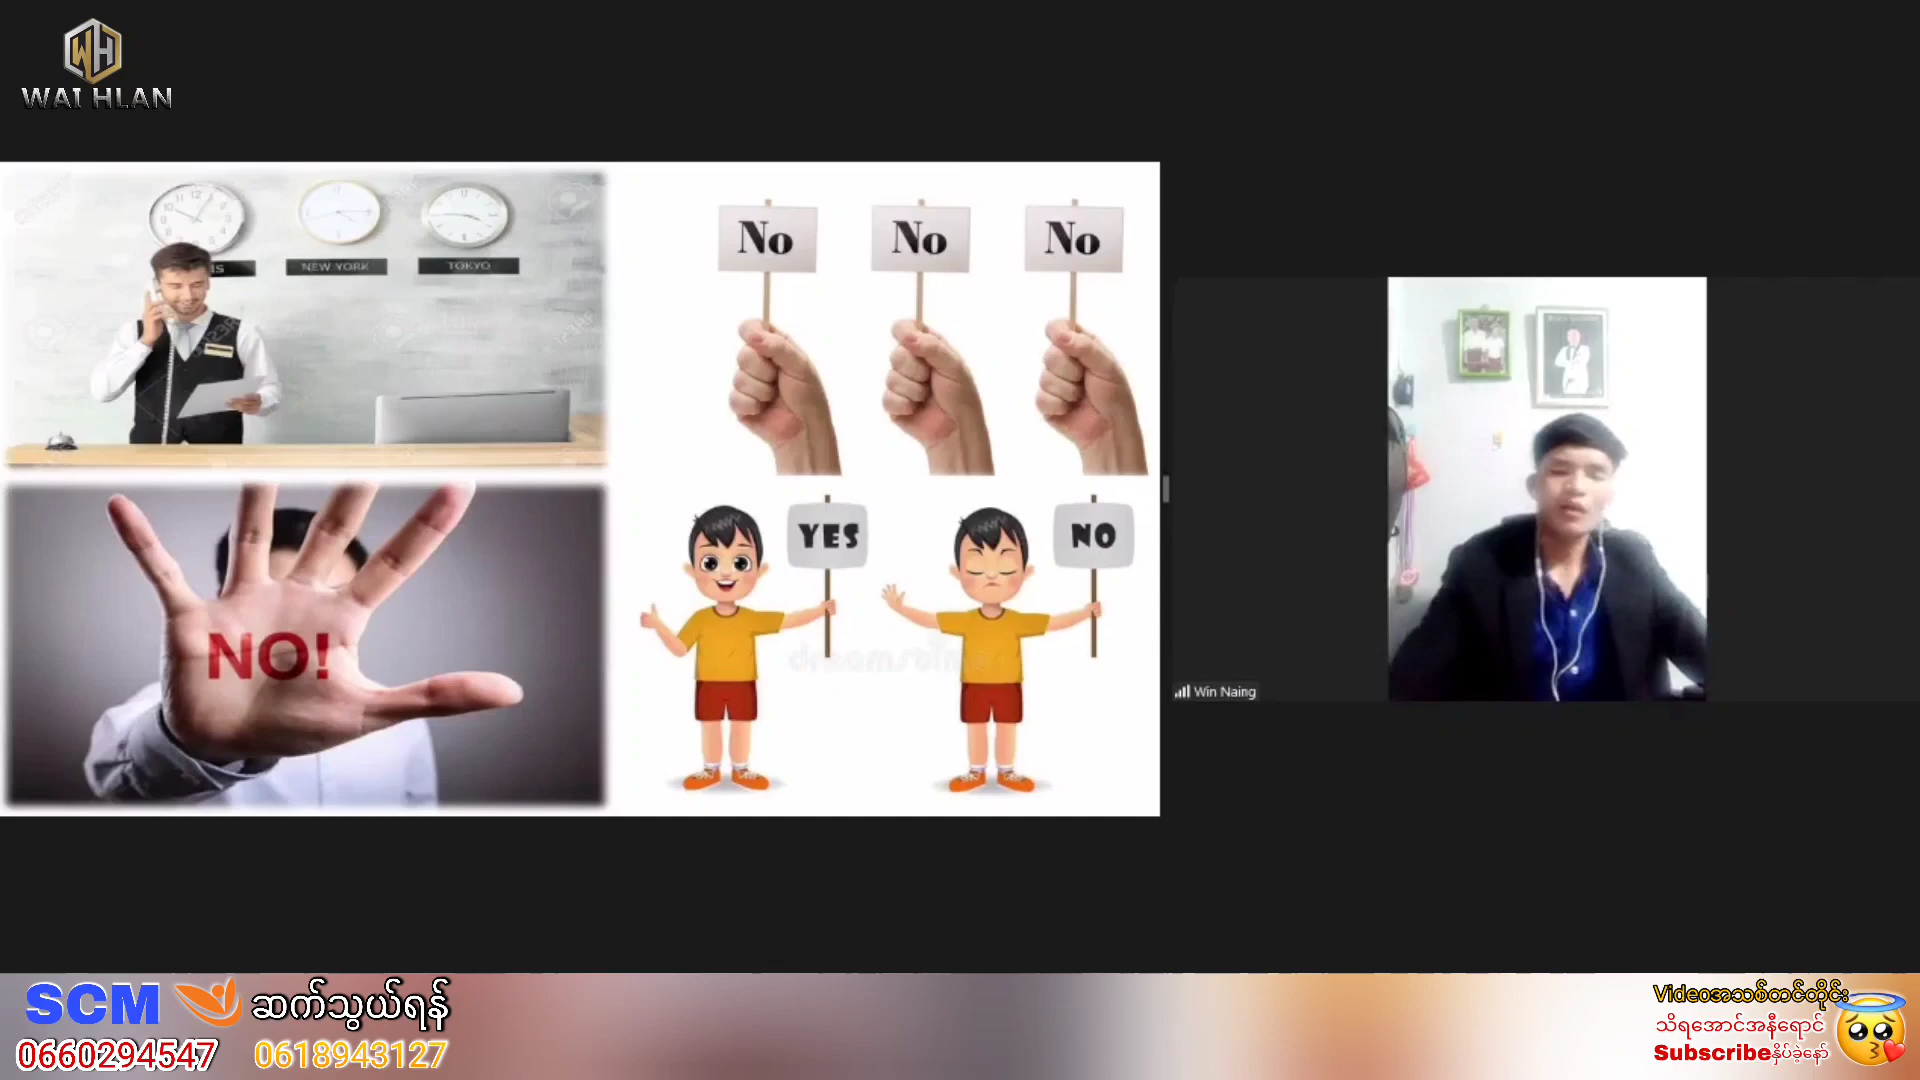 WH
WAI HLAN
NEW YORK
TOKYO
No
No
No
NO!
YES
NO
Win Naing
SCM
ဆက်သွယ်ရန်
0660294547
0618943127
Videoအသစ်တင်တိုင်း
သိရအောင်အနီရောင်
Subscribeနှိပ်ခဲ့နော်